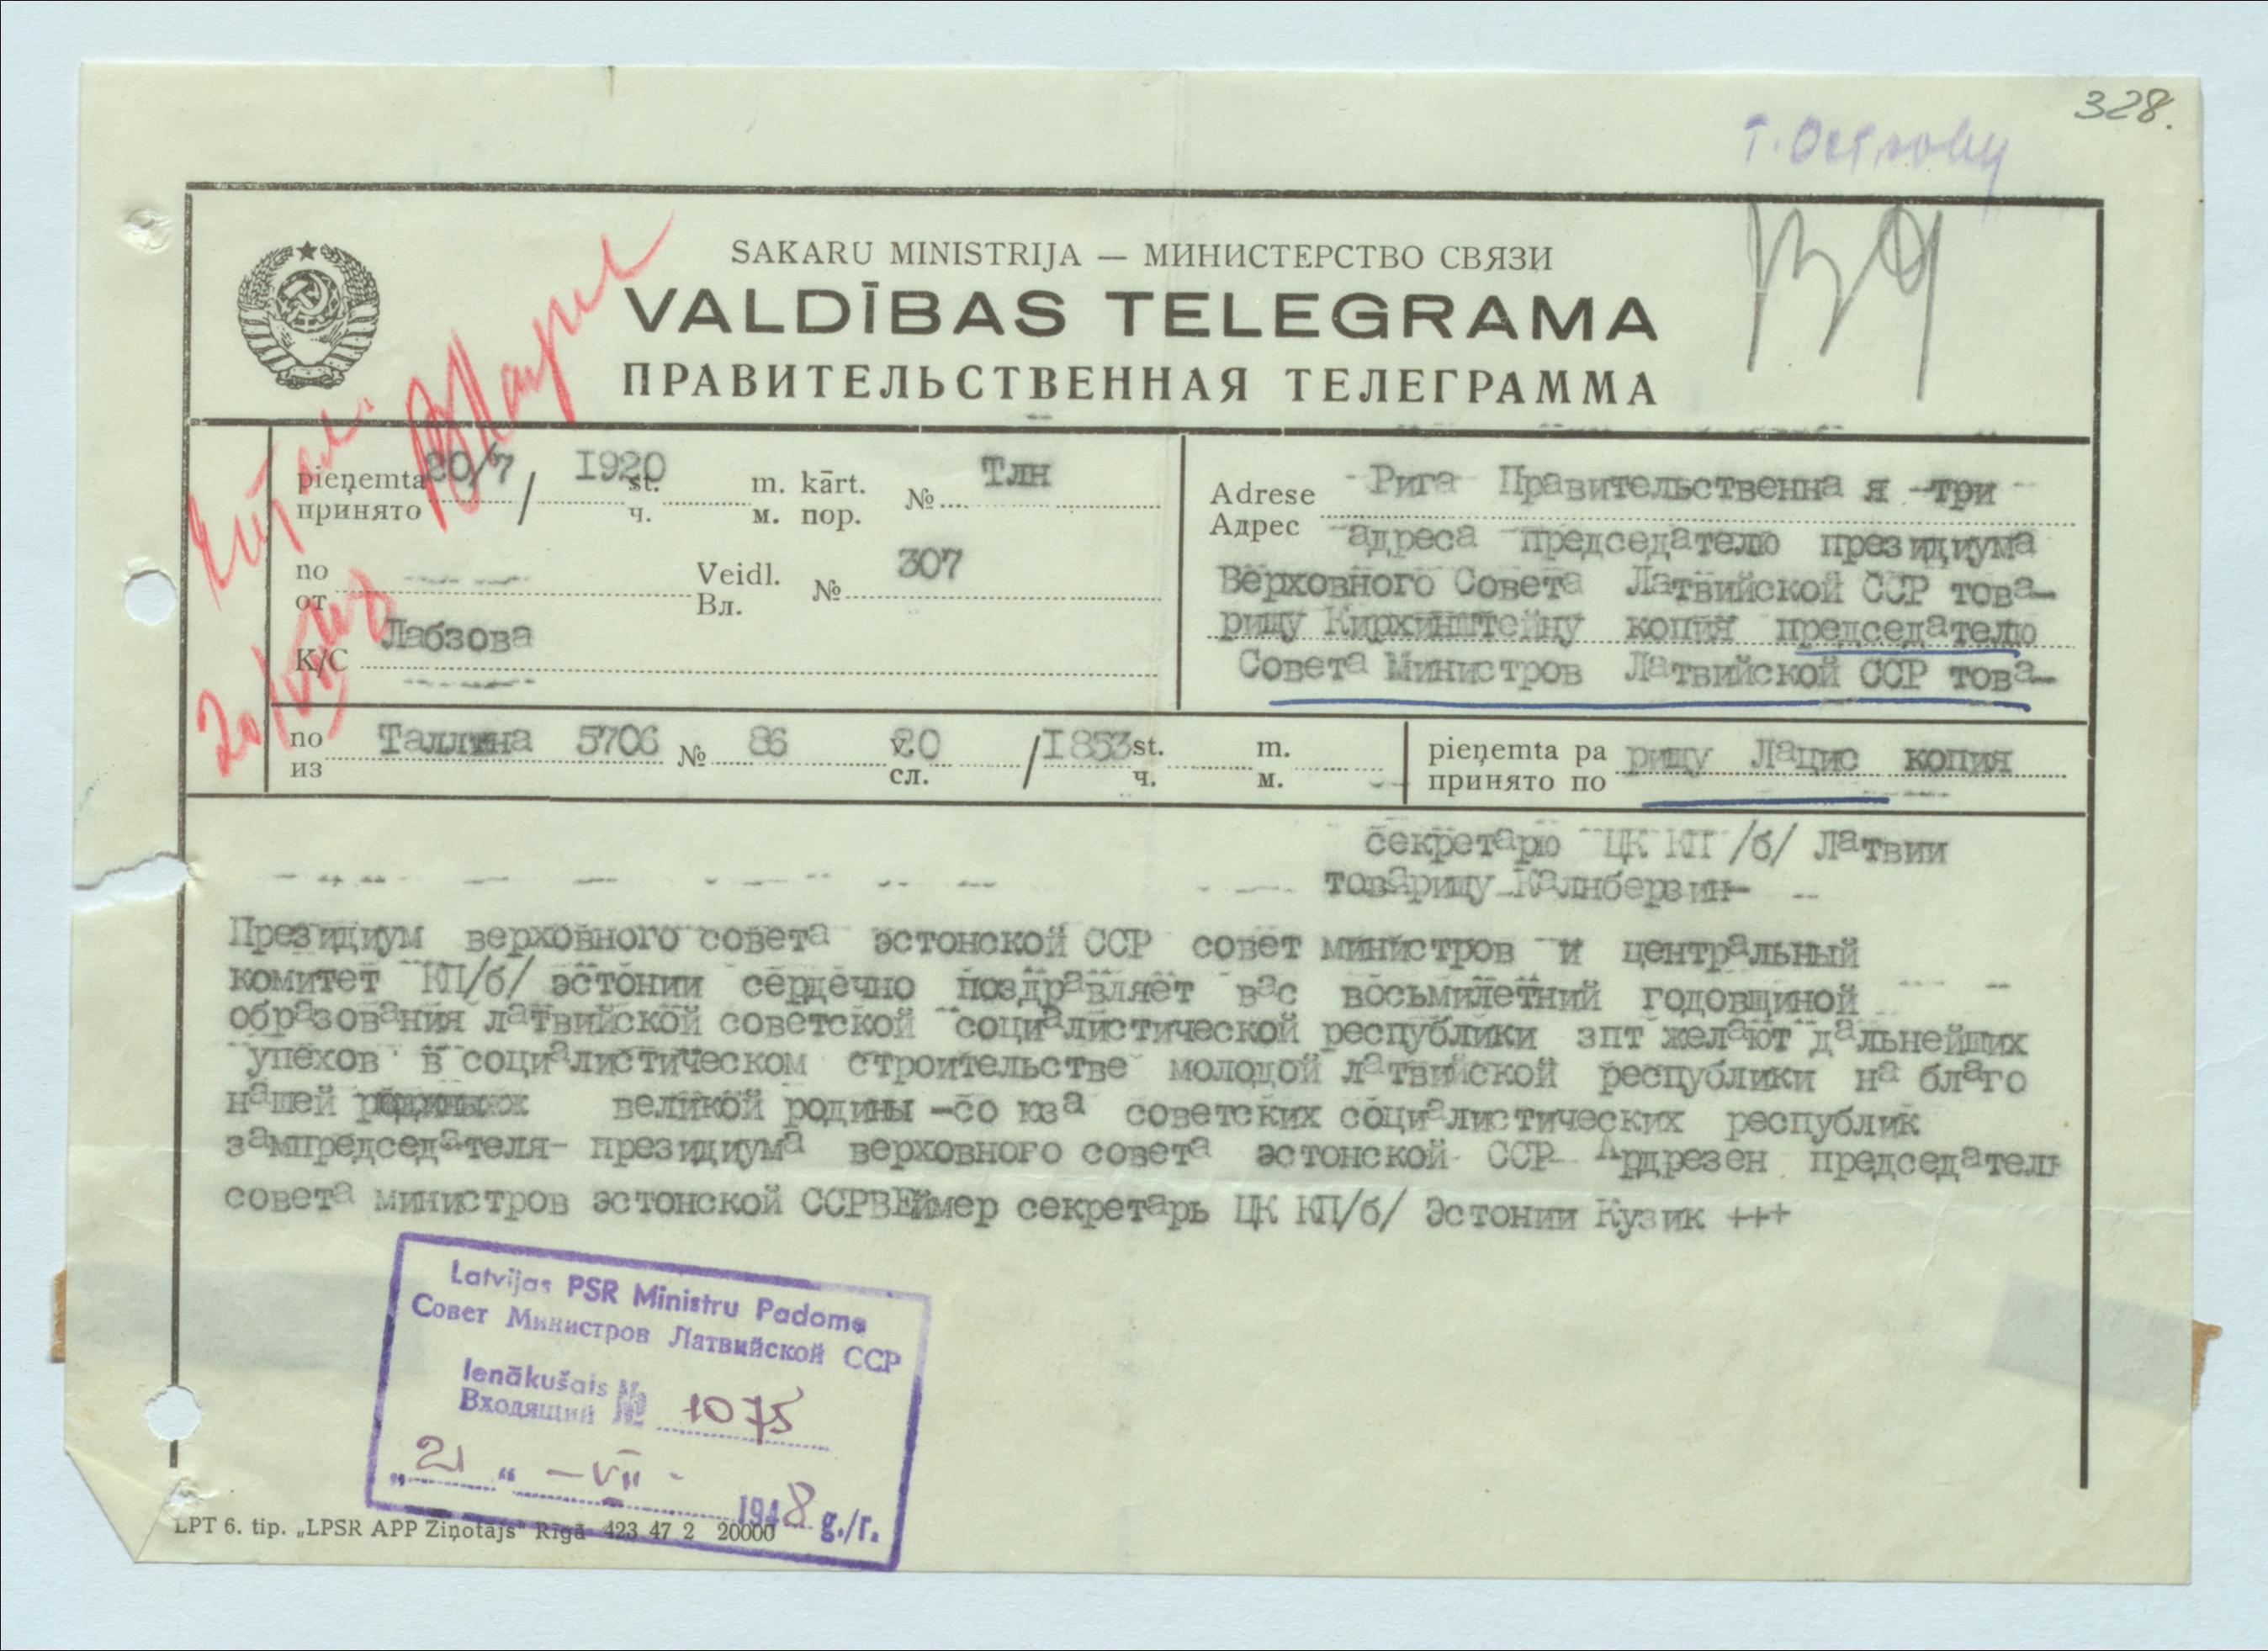 328.
т. Острову
SAKARU MINISTRIJA — МИНИСТЕРСТВО СВЯЗИ
VALDĪBAS TELEGRAMA
ПРАВИТЕЛЬСТВЕННАЯ ТЕЛЕГРАММА
pieņemta 20/7 / 1920 st. m. kārt. № Тлн
принято ч. м. пор.
no Veidl. № 307
от Вл.
Лабзова
K/C
Adrese Рига Правительственна я три
Адрес адреса председателю президиума
Верховного Совета Латвийской ССР това-
рищу Кирхинштейну копия председателю
Совета Министров Латвийской ССР това-
no Таллина 5706 № 86 v. 20 / I853 st. m.
из сл. ч. м.
pieņemta pa рищу Лацис копия
принято по
секретарю ЦК КП /б/ Латвии
товарищу Калнберзин-
Президиум верховного совета эстонской ССР совет министров и центральный
комитет КП/б/ эстонии сердечно поздравляет вас восьмилетний годовщиной
образования латвийской советской социалистической республики зпт желают дальнейших
упехов в социалистическом строительстве молодой латвийской республики на благо
нашей великой родины -со юза советских социалистических республик
зампредседателя- президиума верховного совета эстонской ССР Ардрезен председатель
совета министров эстонской ССРВЕймер секретарь ЦК КП/б/ Эстонии Кузик +++
Latvijas PSR Ministru Padome
Совет Министров Латвийской ССР
Ienākušais №
Входящий 1075
„21“ -VII- 1948 g./г.
LPT 6. tip. „LPSR APP Ziņotājs" Rīgā 423 47 2 20000